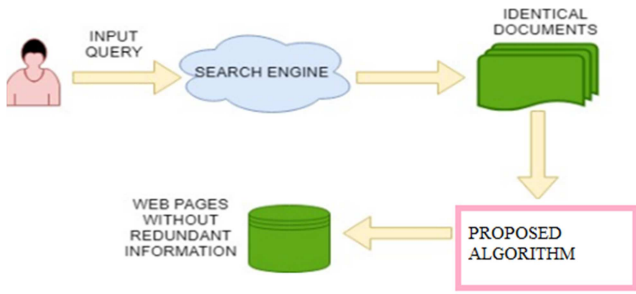 INPUT
QUERY
SEARCH ENGINE
IDENTICAL
DOCUMENTS
WEB PAGES
WITHOUT
REDUNDANT
INFORMATION
PROPOSED
ALGORITHM